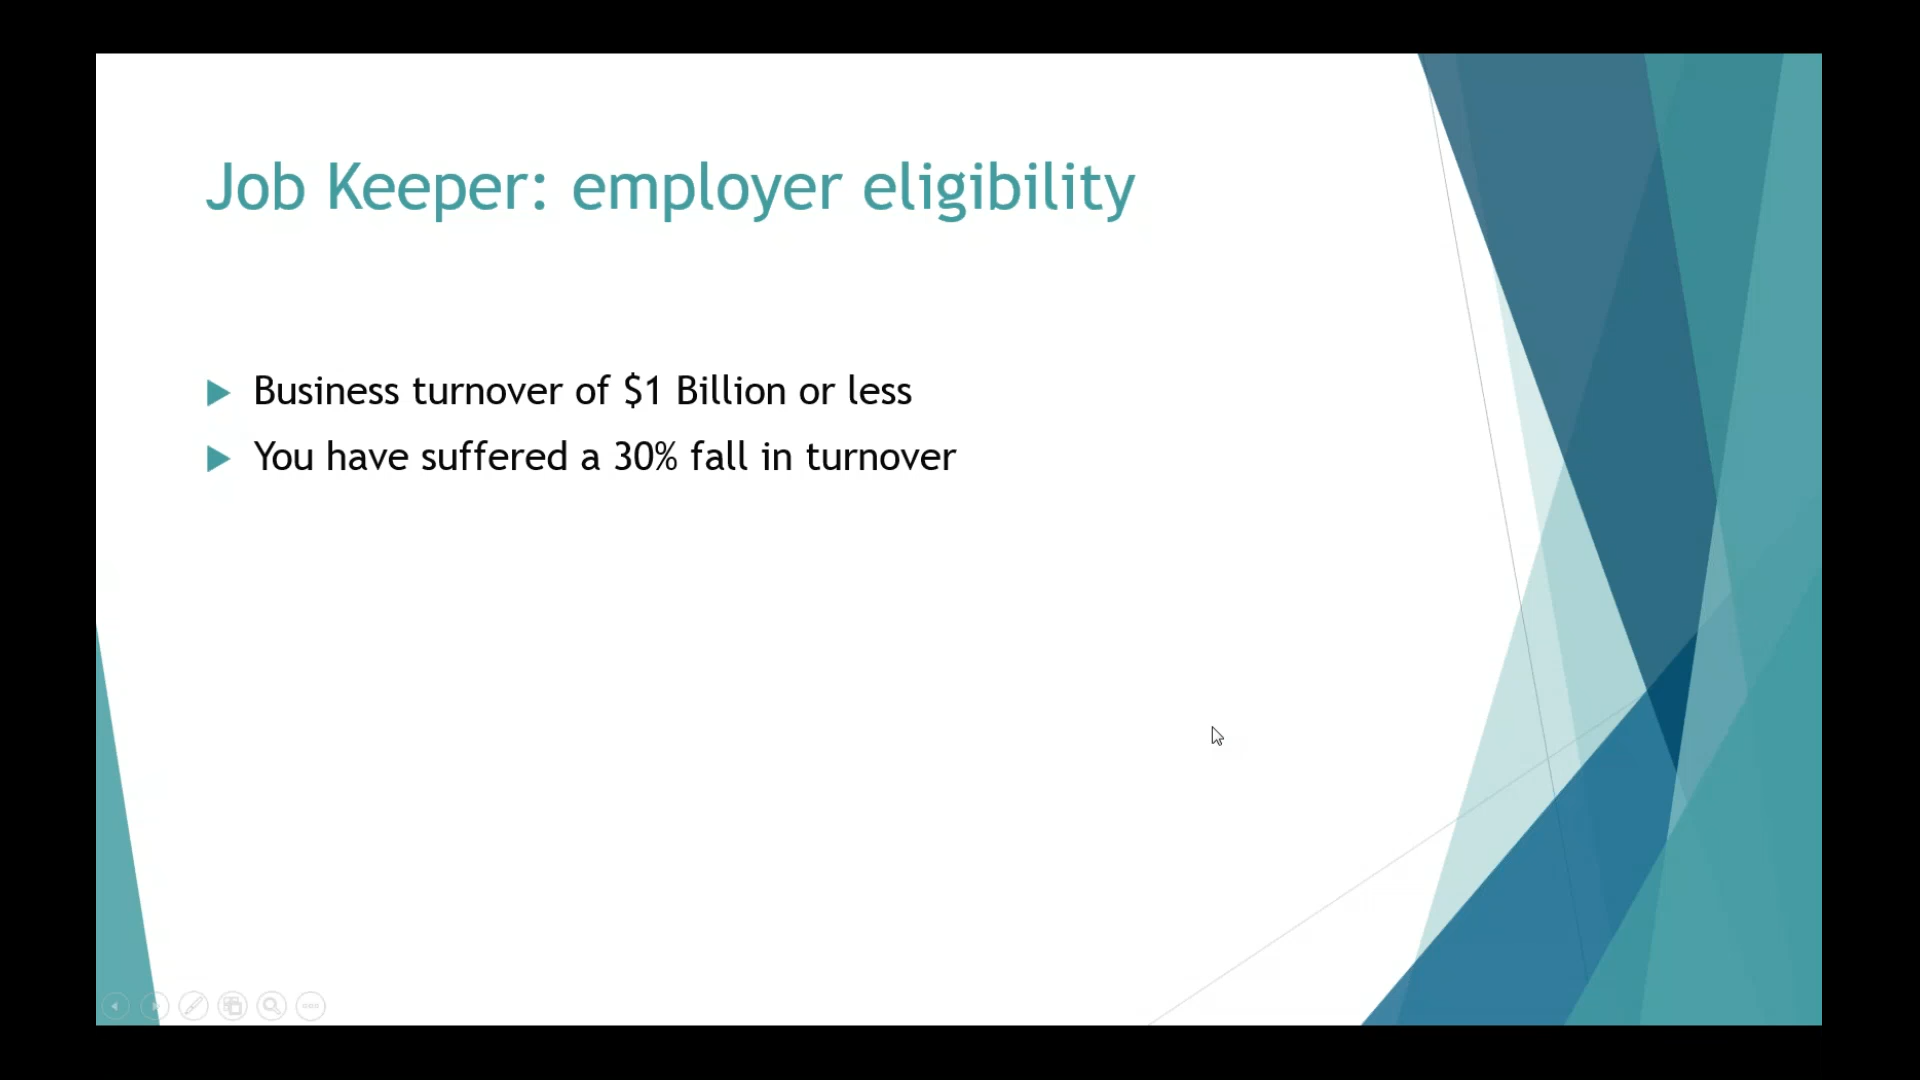 Job Keeper: employer eligibility
Business turnover of $1 Billion or less
You have suffered a 30% fall in turnover